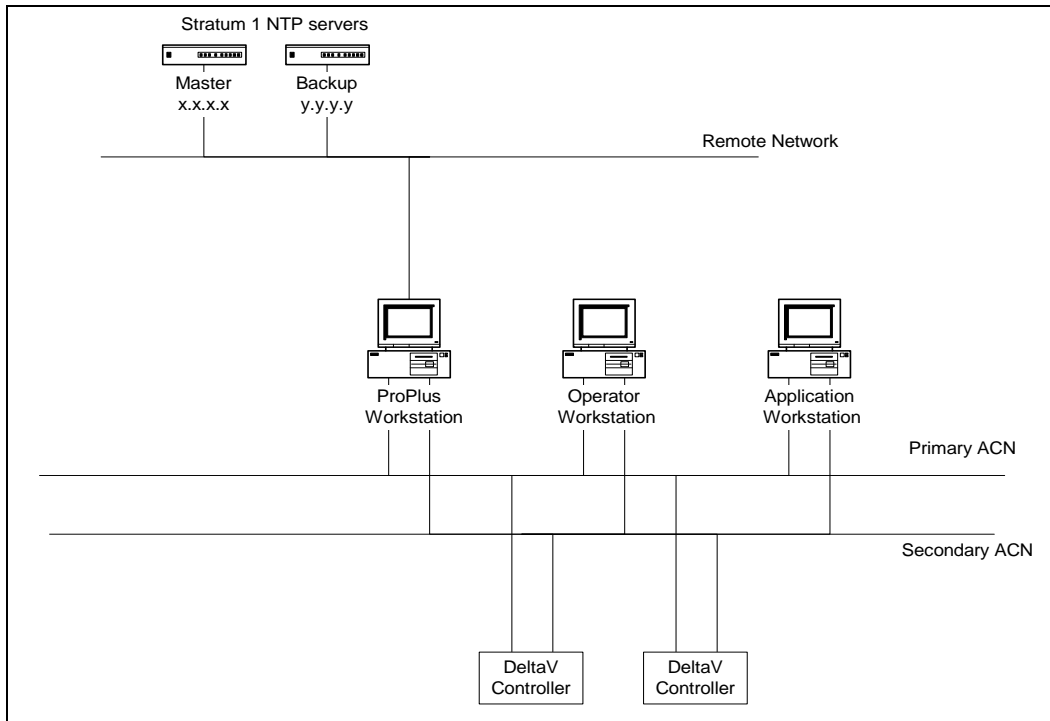 Stratum 1 NTP servers
Master
x.x.x.x
Backup
y.y.y.y
Remote Network
ProPlus
Workstation
Operator
Workstation
Application
Workstation
Primary ACN
Secondary ACN
DeltaV
Controller
DeltaV
Controller